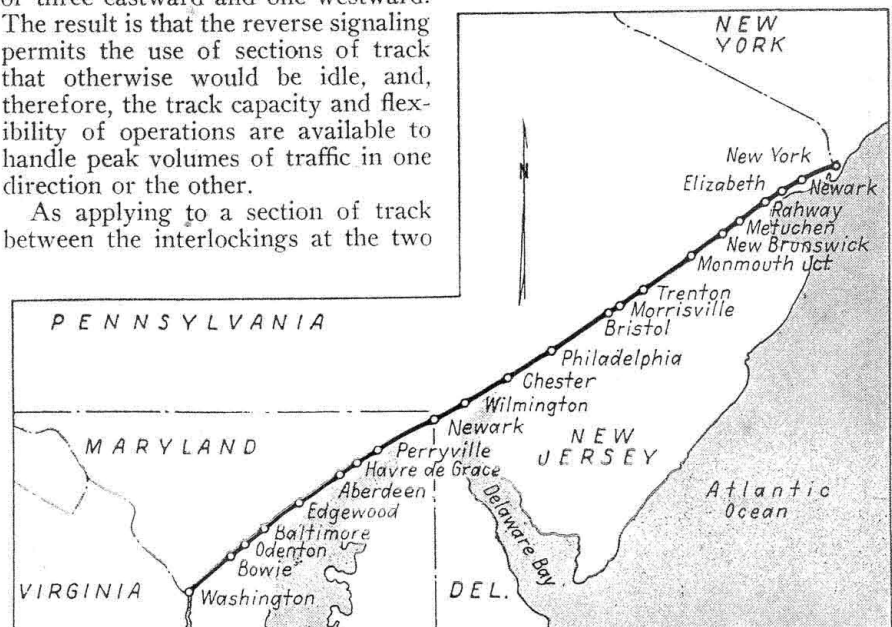 or three eastward and one westward.
The result is that the reverse signaling
permits the use of sections of track
that otherwise would be idle, and,
therefore, the track capacity and flex-
ibility of operations are available to
handle peak volumes of traffic in one
direction or the other.
As applying to a section of track
between the interlockings at the two
NEW
YORK
N
New York
Elizabeth
Newark
Rahway
Metuchen
New Brunswick
Monmouth Jct.
Trenton
Morrisville
Bristol
PENNSYLVANIA
Philadelphia
Chester
Wilmington
Newark
NEW
JERSEY
MARYLAND
Perryville
Havre de Grace
Aberdeen
Edgewood
Baltimore
Odenton
Bowie
Delaware Bay
Atlantic
Ocean
VIRGINIA
Washington
DEL.